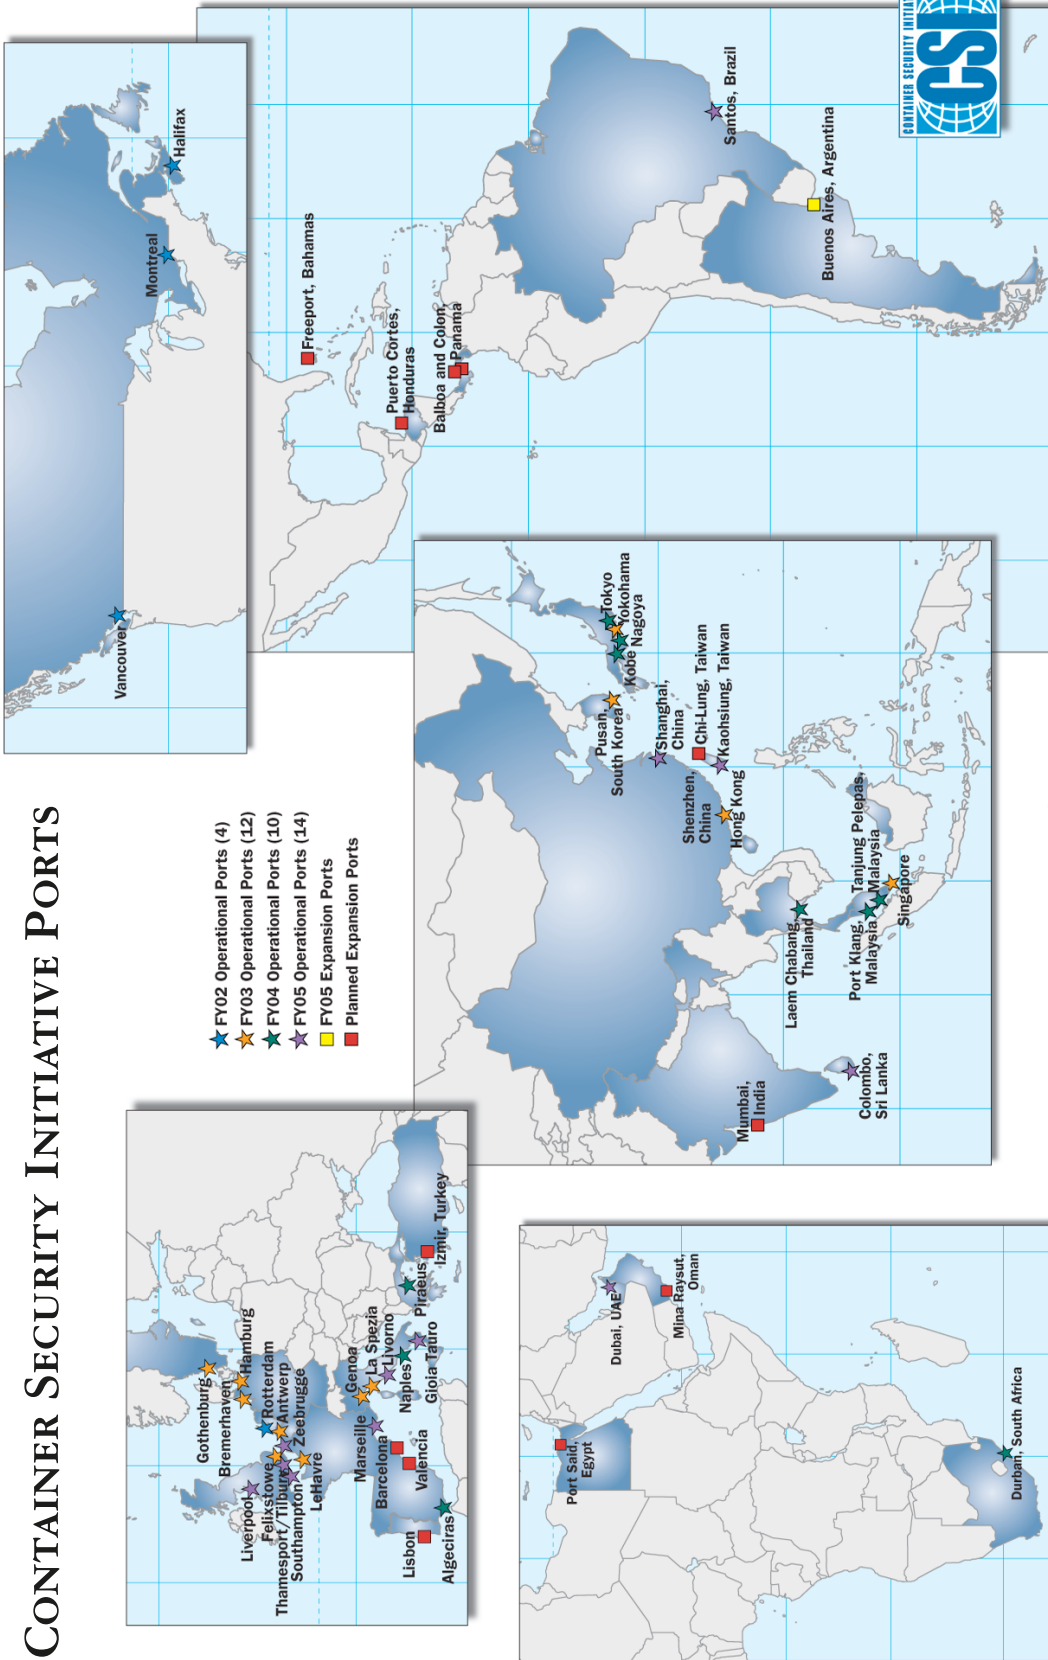 CONTAINER SECURITY INITIATIVE PORTS
FY02 Operational Ports (4)
FY03 Operational Ports (12)
FY04 Operational Ports (10)
FY05 Operational Ports (14)
FY05 Expansion Ports
Planned Expansion Ports
Vancouver
Montreal
Halifax
Freeport, Bahamas
Puerto Cortes,
Honduras
Balboa and Colon,
Panama
Santos, Brazil
Buenos Aires, Argentina
CONTAINER SECURITY
CSI
Gothenburg
Bremerhaven
Hamburg
Rotterdam
Antwerp
Zeebrugge
Liverpool
Felixstowe
Thamesport/Tilbury
Southampton
LeHavre
Marseille
Genoa
La Spezia
Livorno
Barcelona
Naples
Valencia
Gioia Tauro
Piraeus
Lisbon
Algeciras
Izmir, Turkey
Tokyo
Yokohama
Nagoya
Kobe
Pusan,
South Korea
Shanghai,
China
Chi-Lung, Taiwan
Kaohsiung, Taiwan
Shenzhen,
China
Hong Kong
Laem Chabang,
Thailand
Port Klang,
Malaysia
Tanjung Pelepas,
Malaysia
Singapore
Mumbai,
India
Colombo,
Sri Lanka
Port Said,
Egypt
Dubai, UAE
Mina Raysut,
Oman
Durban, South Africa